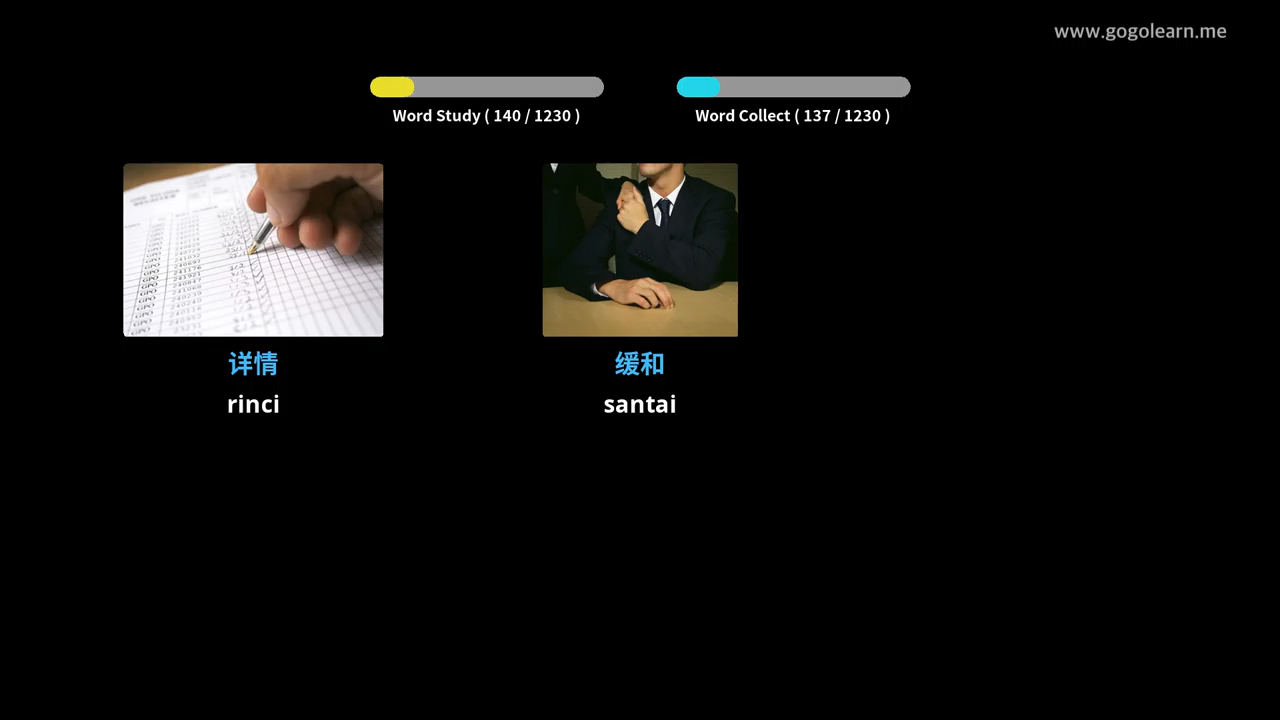 www.gogolearn.me
Word Study ( 140 / 1230 )
Word Collect ( 137 / 1230 )
详情
rinci
缓和
santai